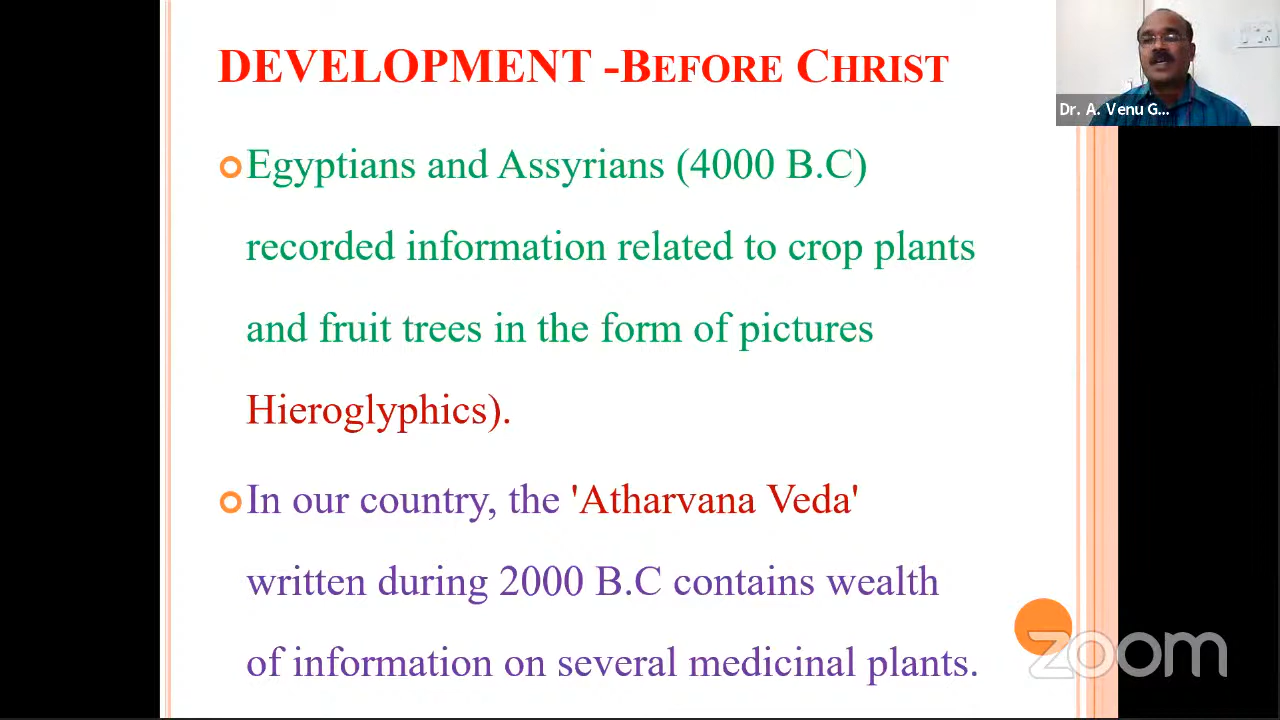 DEVELOPMENT -BEFORE CHRIST
Dr. A. Venu G...
Egyptians and Assyrians (4000 B.C)
recorded information related to crop plants
and fruit trees in the form of pictures
Hieroglyphics).
In our country, the 'Atharvana Veda'
written during 2000 B.C contains wealth
of information on several medicinal plants.
zoom